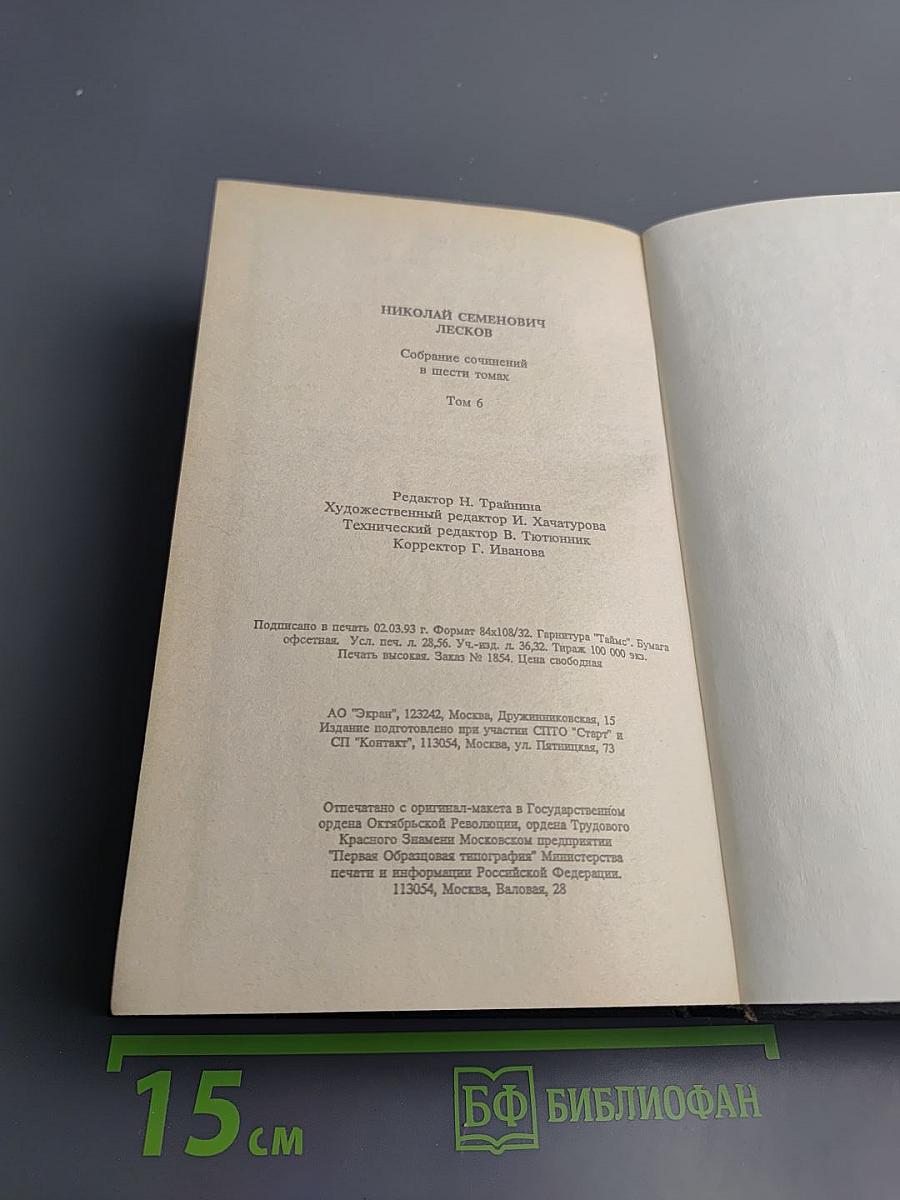 НИКОЛАЙ СЕМЕНОВИЧ
ЛЕСКОВ
Собрание сочинений
в шести томах
Том 6
Редактор Н. Трайнина
Художественный редактор И. Хачатурова
Технический редактор В. Тютюнник
Корректор Г. Иванова
Подписано в печать 02.03.93 г. Формат 84х108/32. Гарнитура "Таймс". Бумага
офсетная. Усл. печ. л. 28,56. Уч.-изд. л. 36,32. Тираж 100 000 экз.
Печать высокая. Заказ № 1854. Цена свободная
АО "Экран", 123242, Москва, Дружинниковская, 15
Издание подготовлено при участии СПТО "Старт" и
СП "Контакт", 113054, Москва, ул. Пятницкая, 73
Отпечатано с оригинал-макета в Государственном
ордена Октябрьской Революции, ордена Трудового
Красного Знамени Московском предприятии
"Первая Образцовая типография" Министерства
печати и информации Российской Федерации.
113054, Москва, Валовая, 28
15 см
БФ БИБЛИОФАН